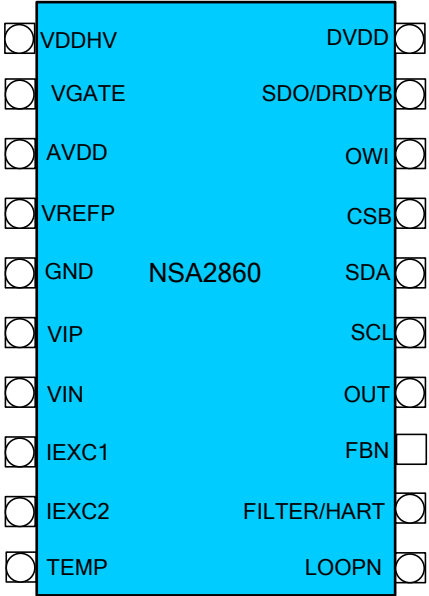 VDDHV DVDD
VGATE SDO/DRDYB
AVDD OWI
VREFP CSB
GND NSA2860 SDA
VIP SCL
VIN OUT
IEXC1 FBN
IEXC2 FILTER/HART
TEMP LOOPN